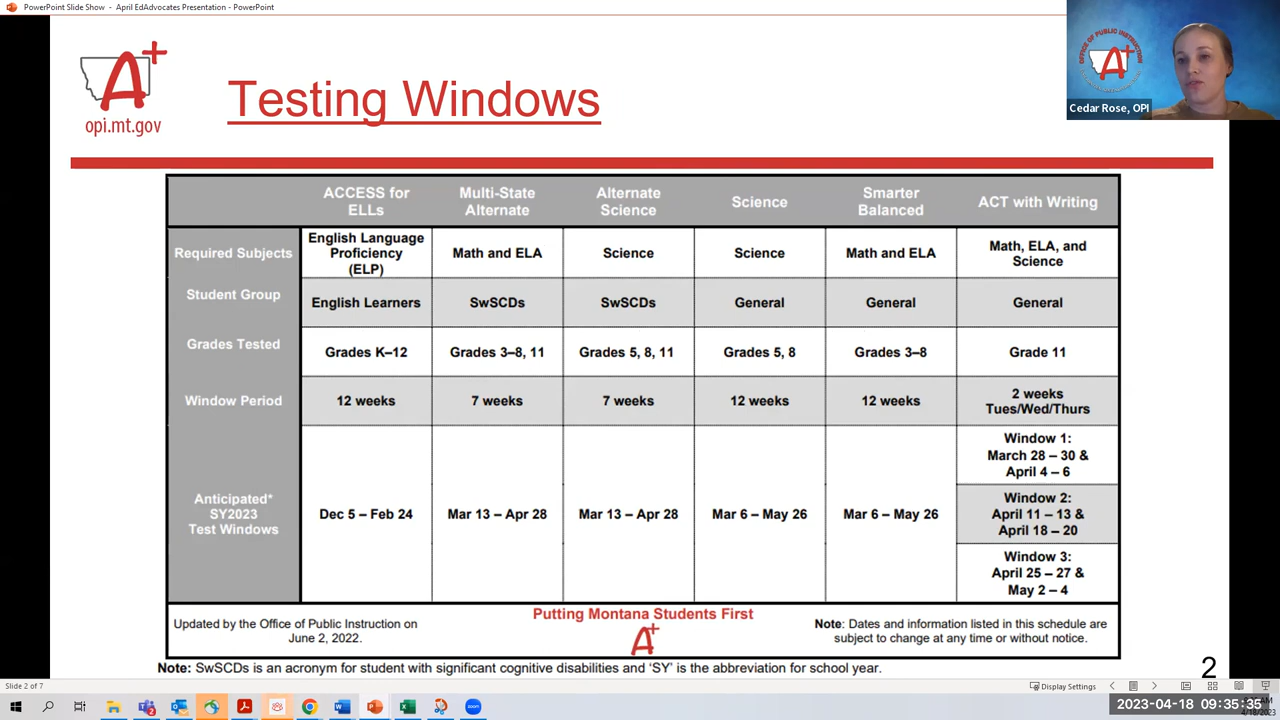 PowerPoint Slide Show - April EdAdvocates Presentation - PowerPoint
OFFICE OF PUBLIC INSTRUCTION
A+
Cedar Rose, OPI
A+
opi.mt.gov
Testing Windows
ACCESS for
ELLs
Multi-State
Alternate
Alternate
Science
Science
Smarter
Balanced
ACT with Writing
Required Subjects
English Language
Proficiency
(ELP)
Math and ELA
Science
Science
Math and ELA
Math, ELA, and
Science
Student Group
English Learners
SwSCDs
SwSCDs
General
General
General
Grades Tested
Grades K–12
Grades 3–8, 11
Grades 5, 8, 11
Grades 5, 8
Grades 3–8
Grade 11
Window Period
12 weeks
7 weeks
7 weeks
12 weeks
12 weeks
2 weeks
Tues/Wed/Thurs
Anticipated*
SY2023
Test Windows
Dec 5 – Feb 24
Mar 13 – Apr 28
Mar 13 – Apr 28
Mar 6 – May 26
Mar 6 – May 26
Window 1:
March 28 – 30 &
April 4 – 6
Window 2:
April 11 – 13 &
April 18 – 20
Window 3:
April 25 – 27 &
May 2 – 4
Updated by the Office of Public Instruction on
June 2, 2022.
Putting Montana Students First
A+
Note: Dates and information listed in this schedule are
subject to change at any time or without notice.
Note: SwSCDs is an acronym for student with significant cognitive disabilities and ‘SY’ is the abbreviation for school year.
2
Slide 2 of 7
Display Settings
2023-04-18 09:35:35
4/18/2023